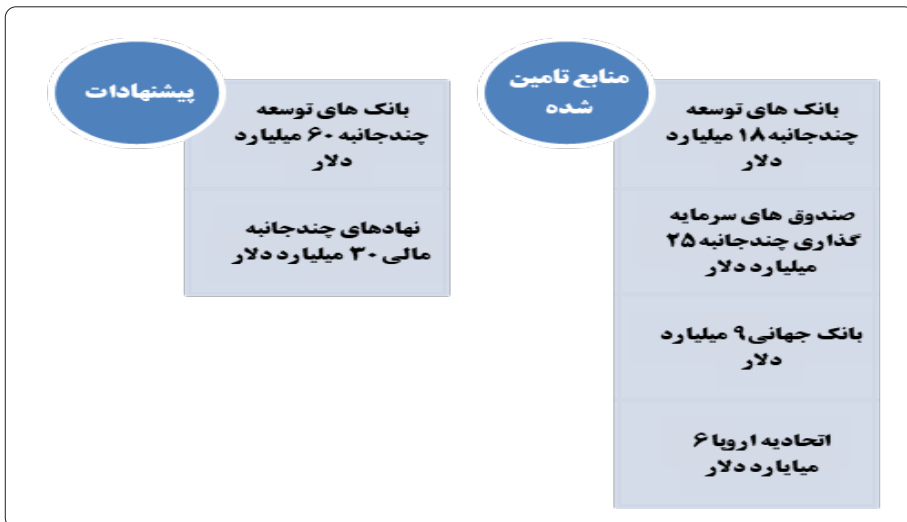 منابع تامین
شده
بانک های توسعه
چندجانبه ۱۸ میلیارد
دلار
صندوق های سرمایه
گذاری چندجانبه ۲۵
میلیارد دلار
بانک جهانی ۹ میلیارد
دلار
اتحادیه اروپا ۶
میایارد دلار
پیشنهادات
بانک های توسعه
چندجانبه ۶۰ میلیارد
دلار
نهادهای چندجانبه
مالی ۳۰ میلیارد دلار